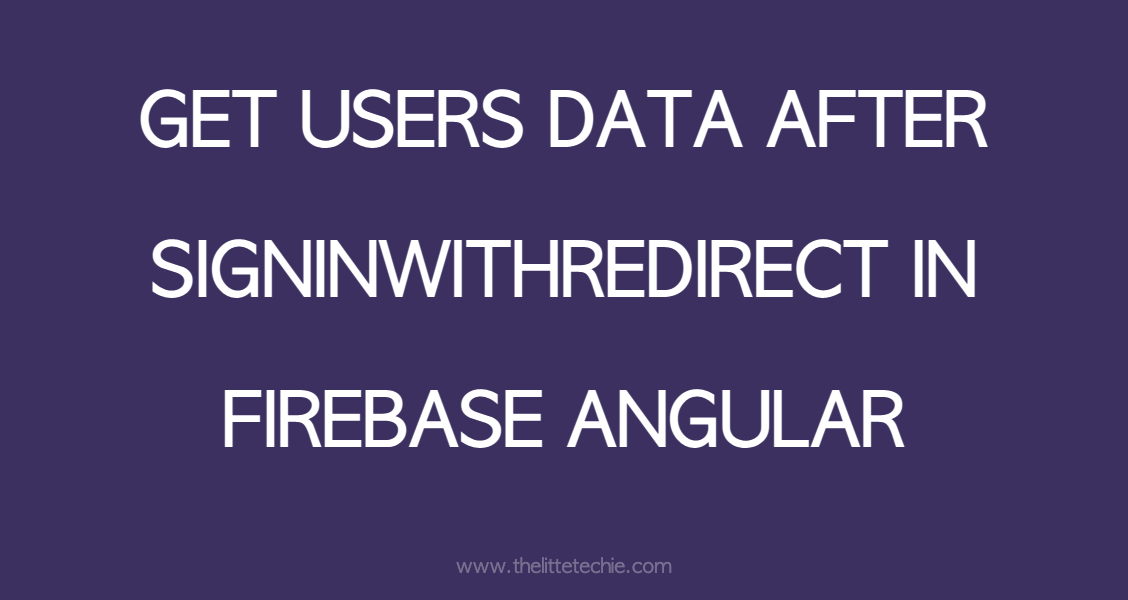 GET USERS DATA AFTER
SIGNINWITHREDIRECT IN
FIREBASE ANGULAR
www.thelittetechie.com